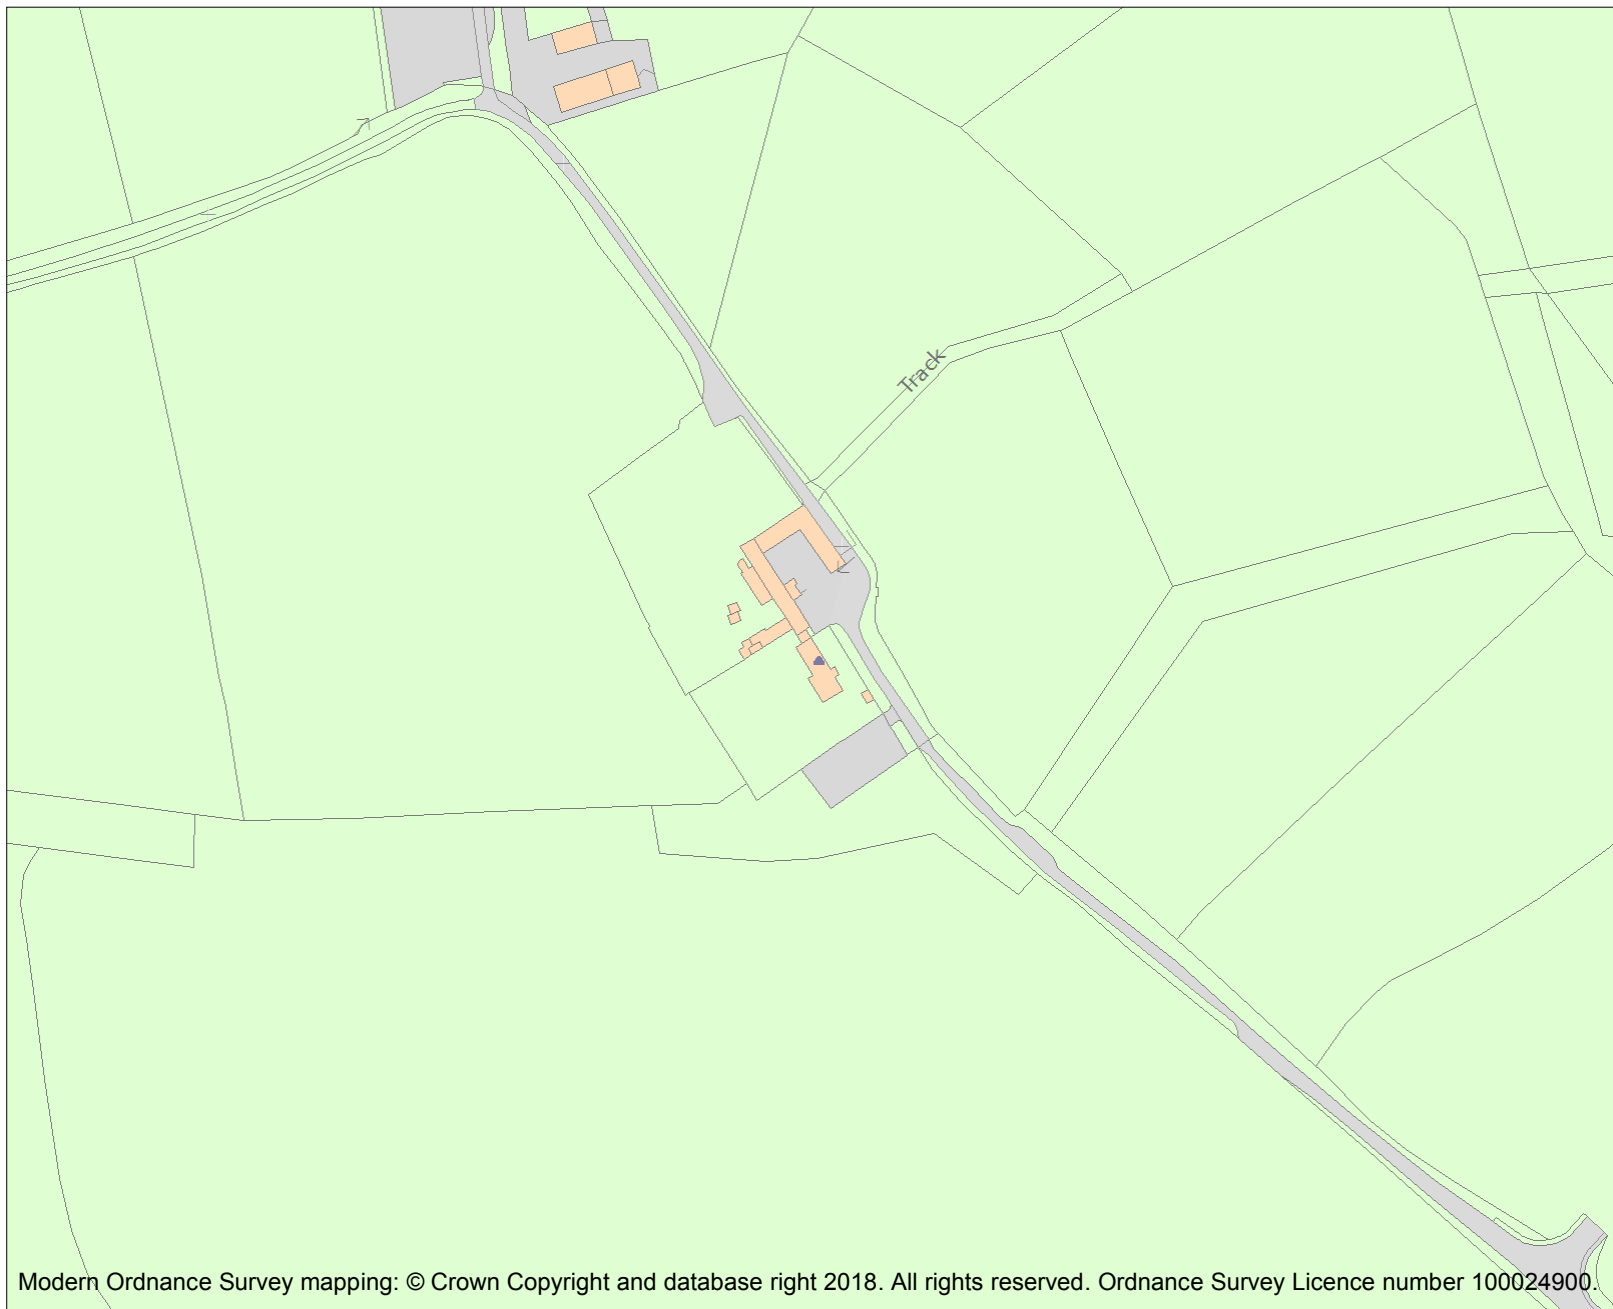 Track
Modern Ordnance Survey mapping: © Crown Copyright and database right 2018. All rights reserved. Ordnance Survey Licence number 100024900.